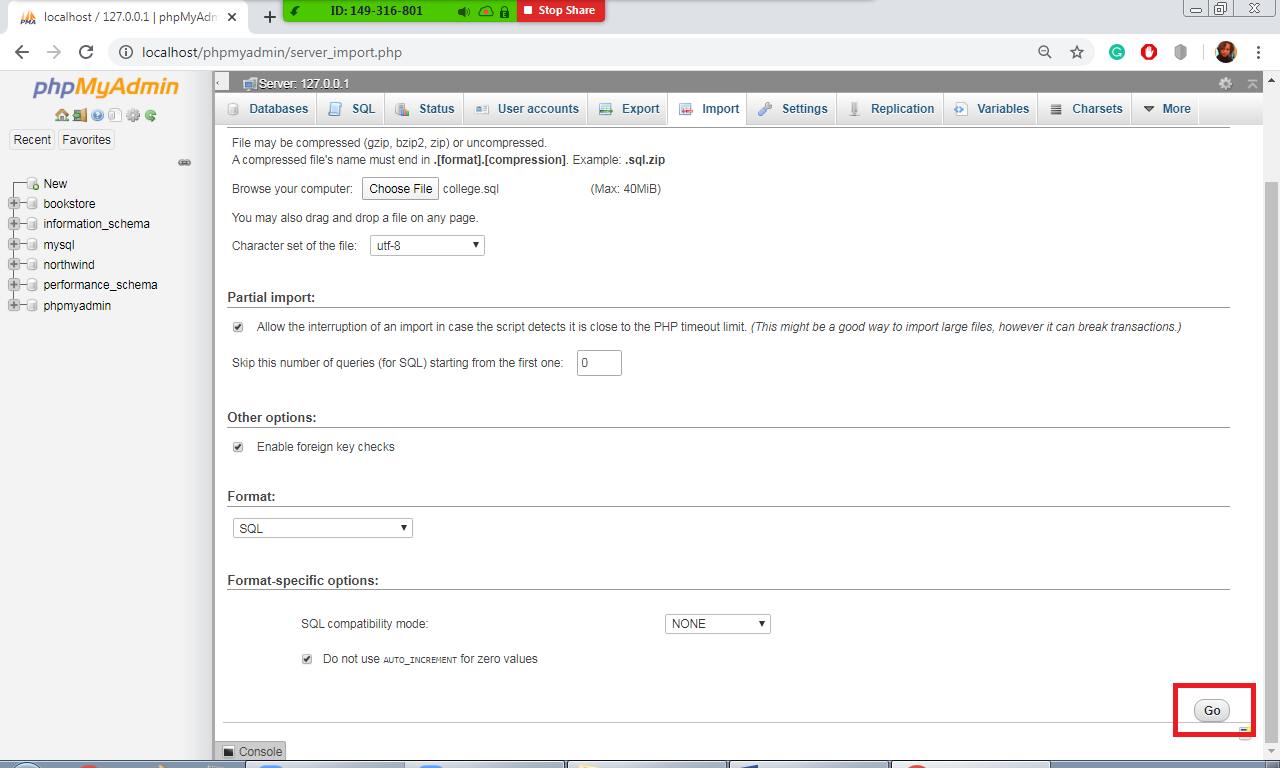 localhost / 127.0.0.1 | phpMyAdm
ID: 149-316-801
Stop Share
localhost/phpmyadmin/server_import.php
phpMyAdmin
Recent
Favorites
New
bookstore
information_schema
mysql
northwind
performance_schema
phpmyadmin
Server: 127.0.0.1
Databases
SQL
Status
User accounts
Export
Import
Settings
Replication
Variables
Charsets
More
File may be compressed (gzip, bzip2, zip) or uncompressed.
A compressed file's name must end in .[format].[compression]. Example: .sql.zip
Browse your computer: Choose File college.sql (Max: 40MiB)
You may also drag and drop a file on any page.
Character set of the file: utf-8
Partial import:
Allow the interruption of an import in case the script detects it is close to the PHP timeout limit. (This might be a good way to import large files, however it can break transactions.)
Skip this number of queries (for SQL) starting from the first one: 0
Other options:
Enable foreign key checks
Format:
SQL
Format-specific options:
SQL compatibility mode: NONE
Do not use AUTO_INCREMENT for zero values
Go
Console